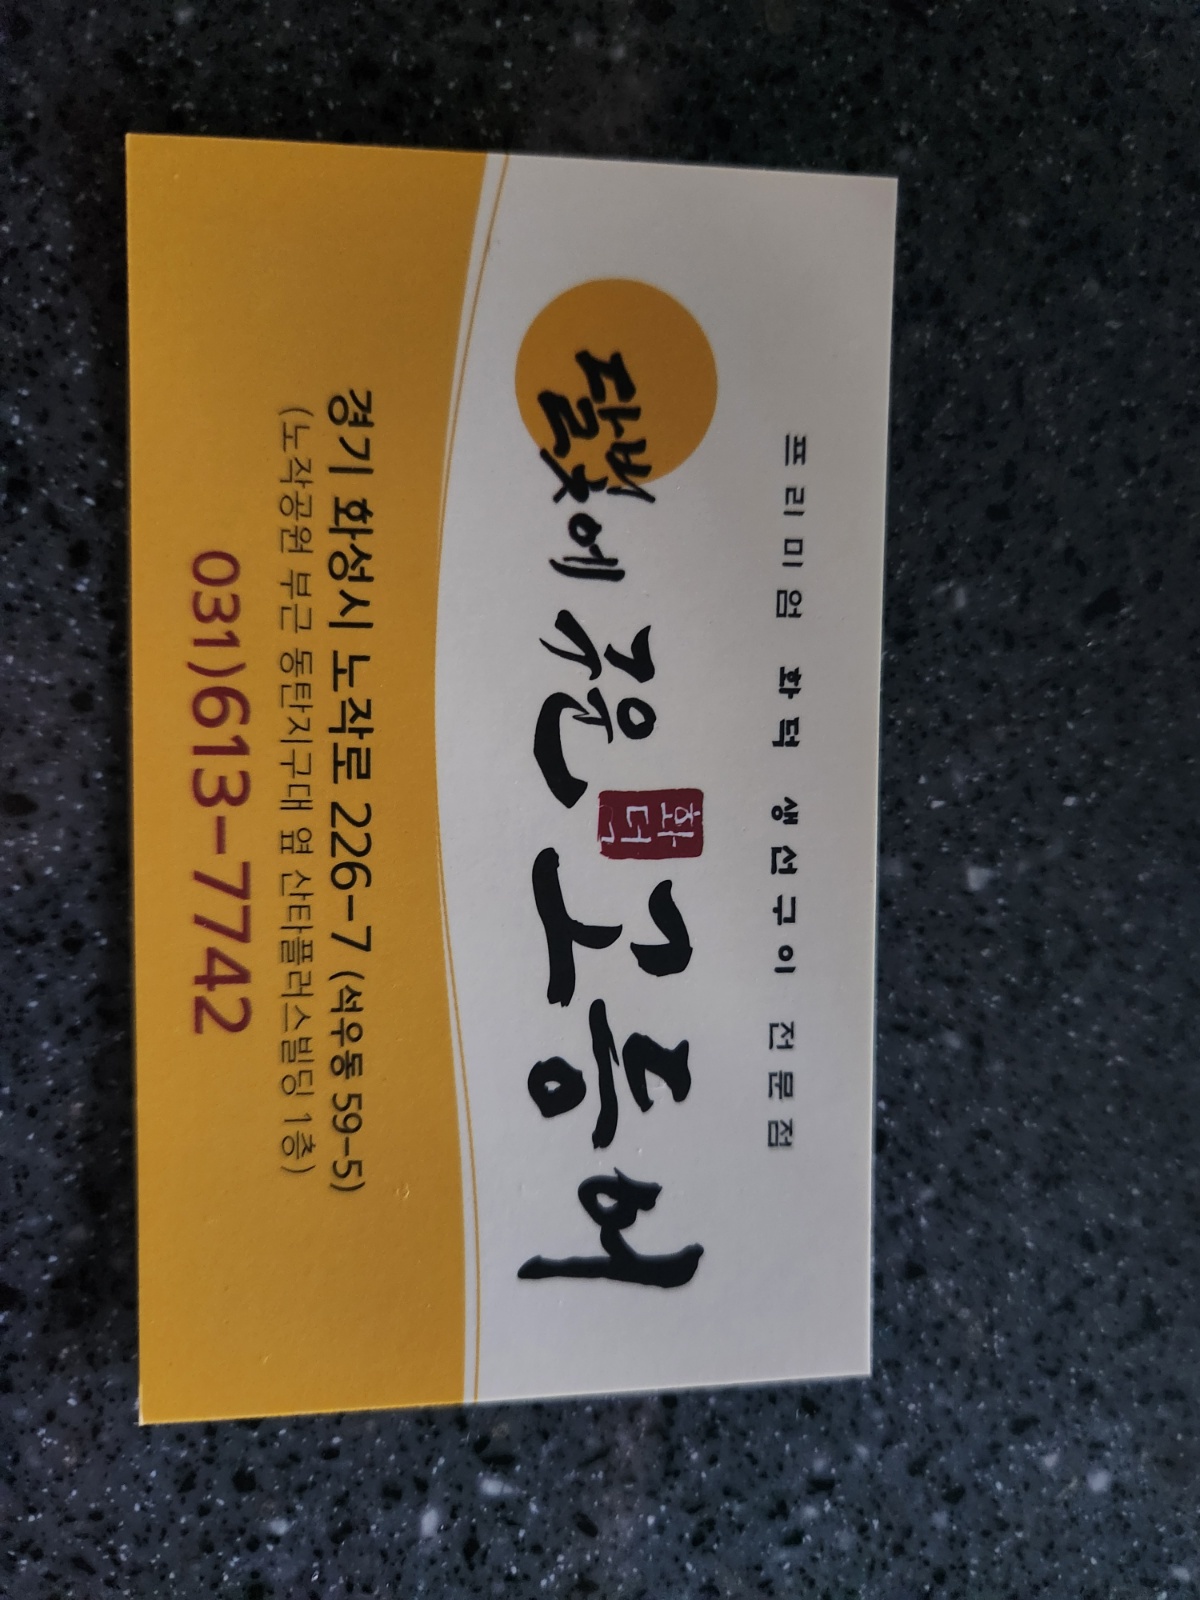 프리미엄 화덕 생선구이 전문점
달빛에 구운 화덕 고등어
경기 화성시 노작로 226-7 (석우동 59-5)
(노작공원 부근 동탄지구대 옆 산타플러스빌딩 1층)
031)613-7742